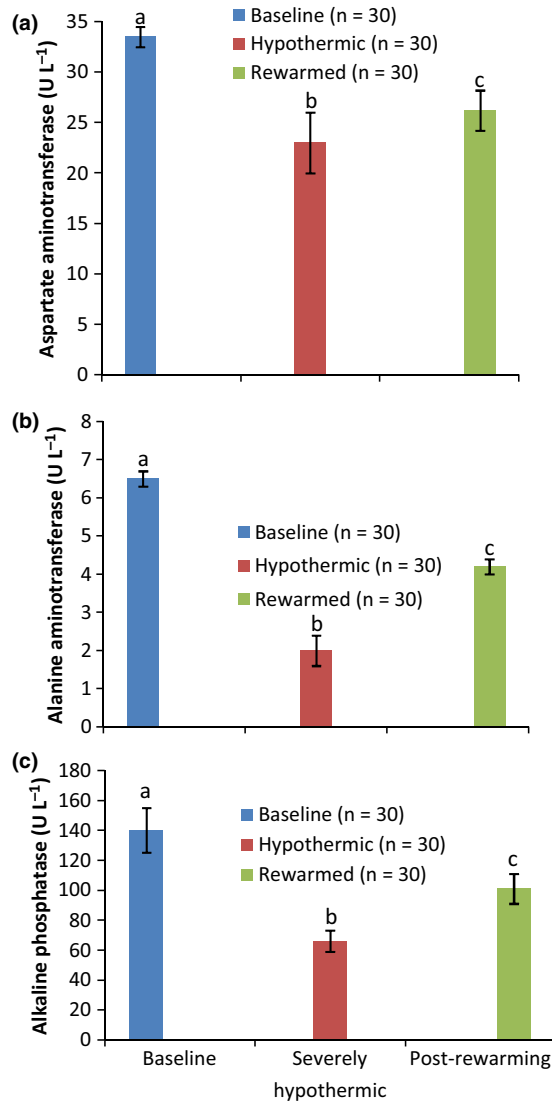 (a)
Aspartate aminotransferase (U L⁻¹)
35
30
25
20
15
10
5
0
Baseline (n = 30)
Hypothermic (n = 30)
Rewarmed (n = 30)
a
b
c
(b)
Alanine aminotransferase (U L⁻¹)
8
7
6
5
4
3
2
1
0
a
Baseline (n = 30)
Hypothermic (n = 30)
Rewarmed (n = 30)
b
c
(c)
Alkaline phosphatase (U L⁻¹)
180
160
140
120
100
80
60
40
20
0
a
Baseline (n = 30)
Hypothermic (n = 30)
Rewarmed (n = 30)
b
c
Baseline
Severely
hypothermic
Post-rewarming